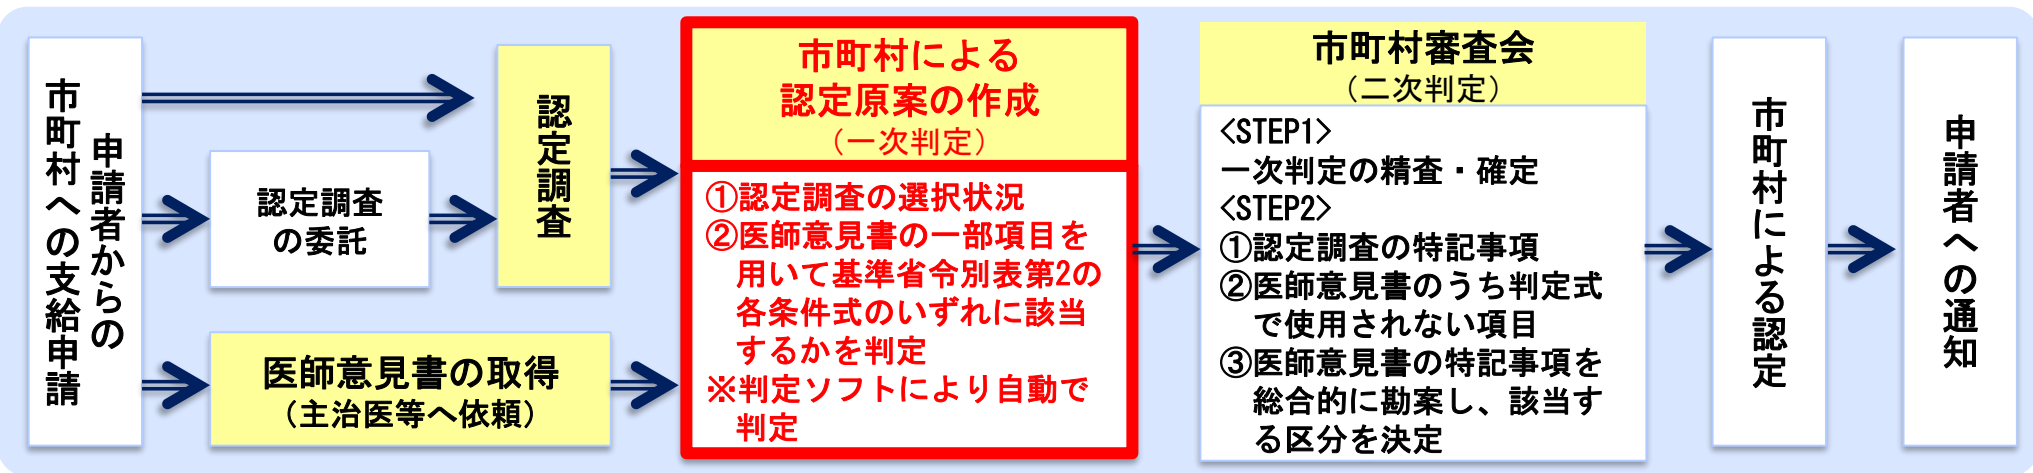 申請者からの
市町村への支給申請
認定調査
の委託
医師意見書の取得
（主治医等へ依頼）
認定調査
市町村による
認定原案の作成
（一次判定）
①認定調査の選択状況
②医師意見書の一部項目を
用いて基準省令別表第2の
各条件式のいずれに該当
するかを判定
※判定ソフトにより自動で
判定
市町村審査会
（二次判定）
<STEP1>
一次判定の精査・確定
<STEP2>
①認定調査の特記事項
②医師意見書のうち判定式
で使用されない項目
③医師意見書の特記事項を
総合的に勘案し、該当す
る区分を決定
市町村による認定
申請者への通知